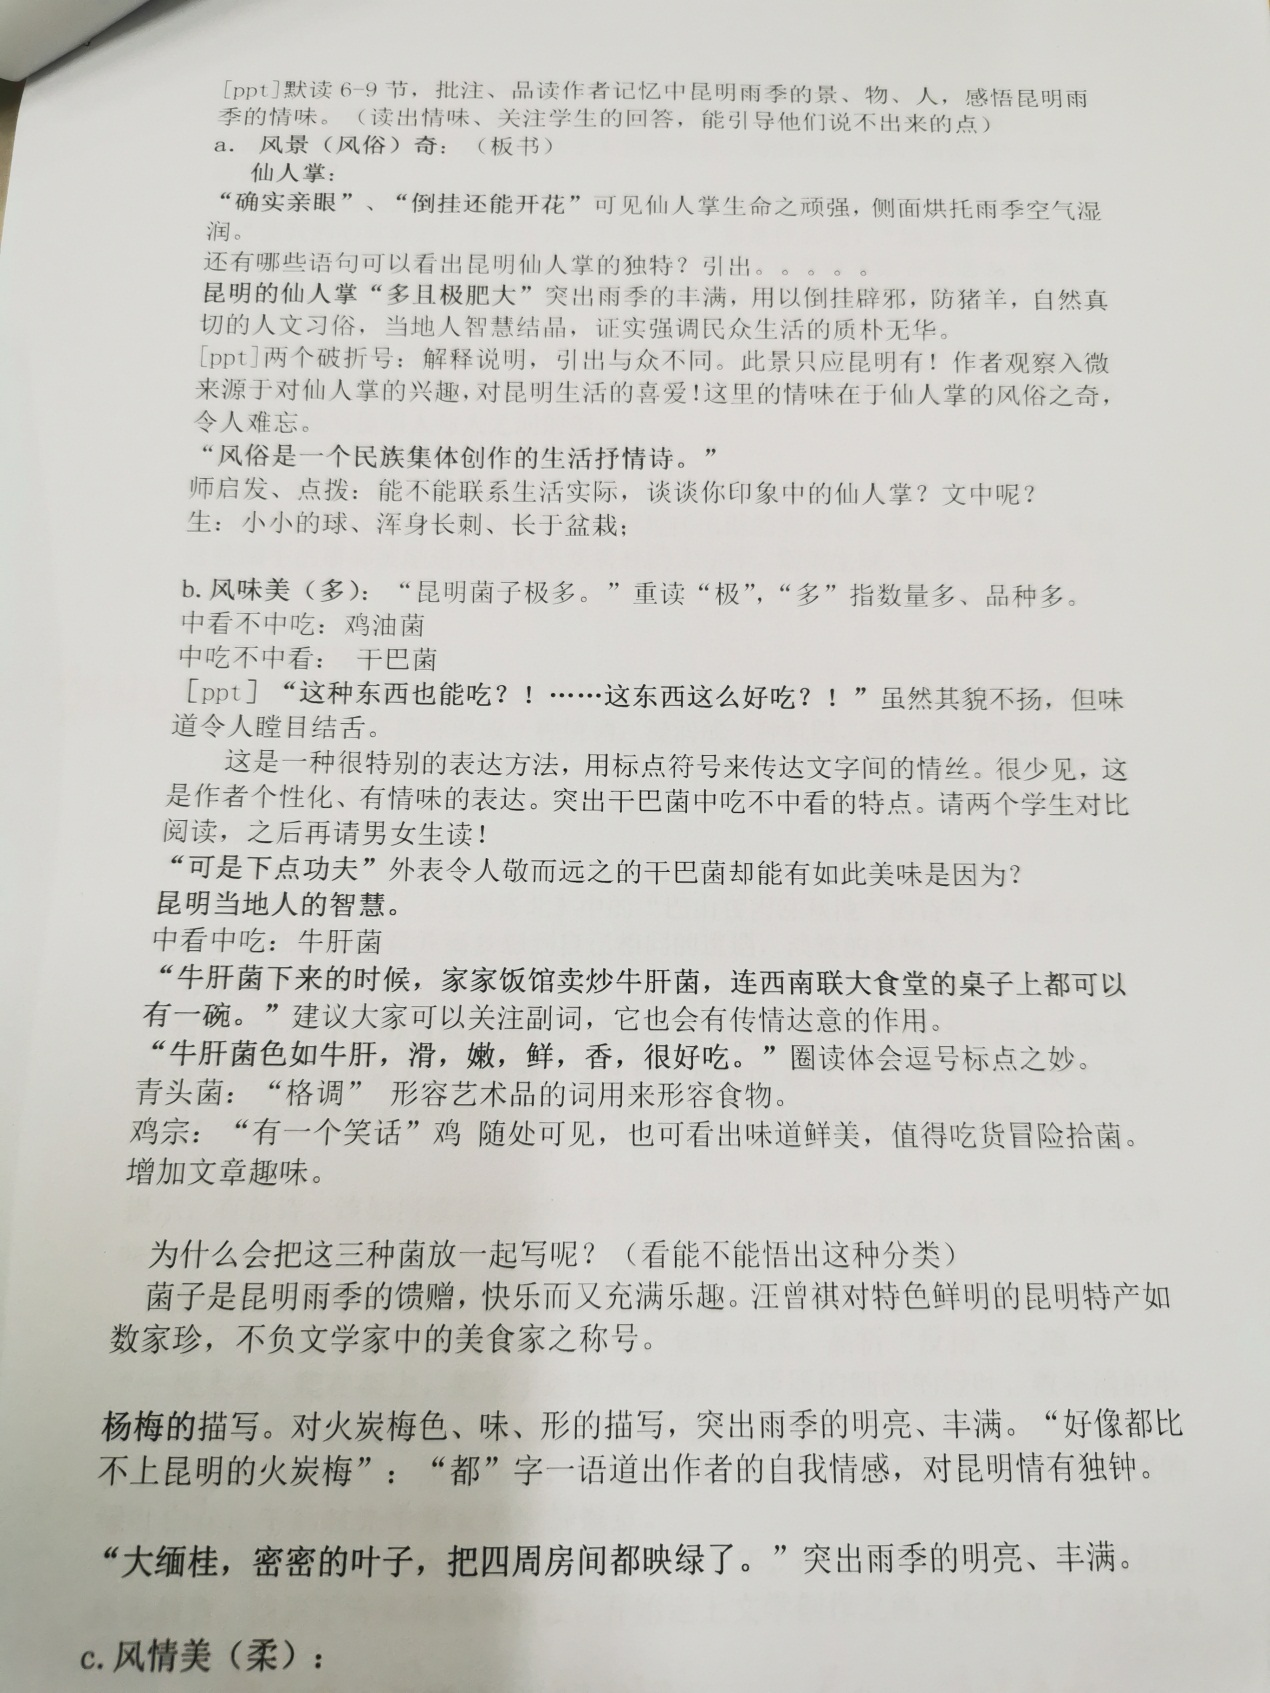 [ppt]默读 6-9 节，批注、品读作者记忆中昆明雨季的景、物、人，感悟昆明雨
季的情味。（读出情味、关注学生的回答，能引导他们说不出来的点）
a. 风景（风俗）奇：（板书）
仙人掌：
“确实亲眼”、“倒挂还能开花”可见仙人掌生命之顽强，侧面烘托雨季空气湿
润。
还有哪些语句可以看出昆明仙人掌的独特？引出。。。。。
昆明的仙人掌“多且极肥大”突出雨季的丰满，用以倒挂辟邪，防猪羊，自然真
切的人文习俗，当地人智慧结晶，证实强调民众生活的质朴无华。
[ppt]两个破折号：解释说明，引出与众不同。此景只应昆明有！作者观察入微
来源于对仙人掌的兴趣，对昆明生活的喜爱！这里的情味在于仙人掌的风俗之奇，
令人难忘。
“风俗是一个民族集体创作的生活抒情诗。”
师启发、点拨：能不能联系生活实际，谈谈你印象中的仙人掌？文中呢？
生：小小的球、浑身长刺、长于盆栽；
b. 风味美（多）：“昆明菌子极多。”重读“极”，“多”指数量多、品种多。
中看不中吃：鸡油菌
中吃不中看： 干巴菌
[ppt]“这种东西也能吃？！……这东西这么好吃？！”虽然其貌不扬，但味
道令人瞠目结舌。
这是一种很特别的表达方法，用标点符号来传达文字间的情丝。很少见，这
是作者个性化、有情味的表达。突出干巴菌中吃不中看的特点。请两个学生对比
阅读，之后再请男女生读！
“可是下点功夫”外表令人敬而远之的干巴菌却能有如此美味是因为？
昆明当地人的智慧。
中看中吃：牛肝菌
“牛肝菌下来的时候，家家饭馆卖炒牛肝菌，连西南联大食堂的桌子上都可以
有一碗。”建议大家可以关注副词，它也会有传情达意的作用。
“牛肝菌色如牛肝，滑，嫩，鲜，香，很好吃。”圈读体会逗号标点之妙。
青头菌：“格调” 形容艺术品的词用来形容食物。
鸡宗：“有一个笑话”鸡 随处可见，也可看出味道鲜美，值得吃货冒险拾菌。
增加文章趣味。
为什么会把这三种菌放一起写呢？（看能不能悟出这种分类）
菌子是昆明雨季的馈赠，快乐而又充满乐趣。汪曾祺对特色鲜明的昆明特产如
数家珍，不负文学家中的美食家之称号。
杨梅的描写。对火炭梅色、味、形的描写，突出雨季的明亮、丰满。“好像都比
不上昆明的火炭梅”：“都”字一语道出作者的自我情感，对昆明情有独钟。
“大缅桂，密密的叶子，把四周房间都映绿了。”突出雨季的明亮、丰满。
c. 风情美（柔）：